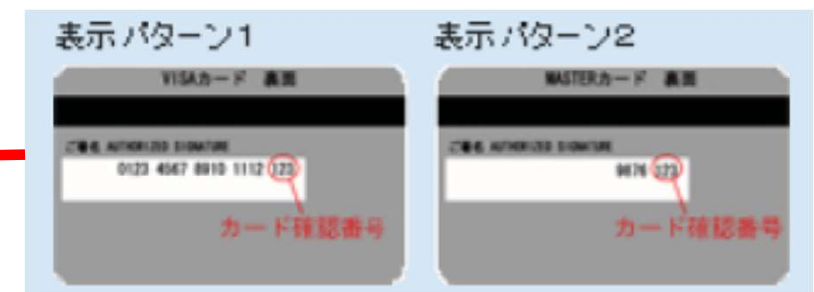 表示パターン1
VISAカード 裏面
ご署名 AUTHORIZED SIGNATURE
0123 4567 8910 1112 123
カード確認番号
表示パターン2
MASTERカード 裏面
ご署名 AUTHORIZED SIGNATURE
9876 123
カード確認番号